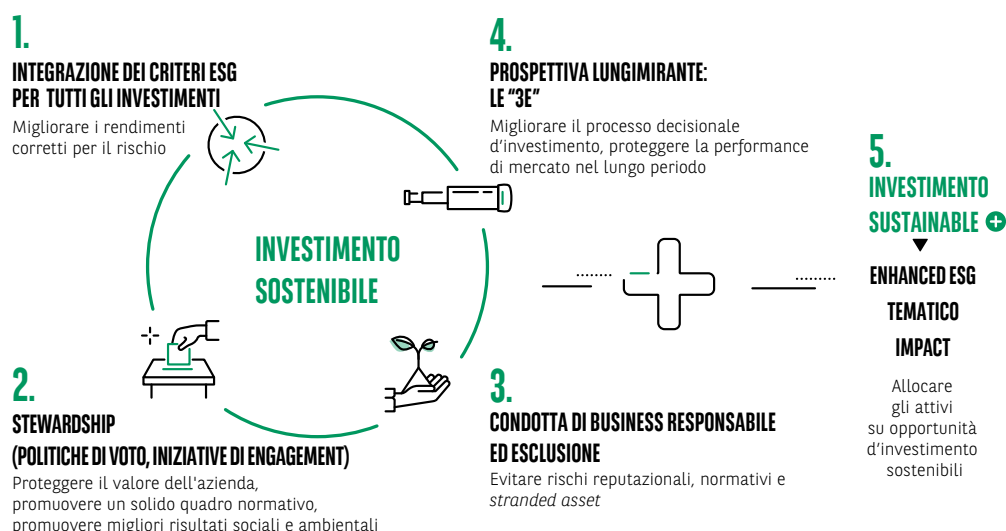 1.
INTEGRAZIONE DEI CRITERI ESG
PER TUTTI GLI INVESTIMENTI
Migliorare i rendimenti
corretti per il rischio
INVESTIMENTO
SOSTENIBILE
2.
STEWARDSHIP
(POLITICHE DI VOTO, INIZIATIVE DI ENGAGEMENT)
Proteggere il valore dell'azienda,
promuovere un solido quadro normativo,
promuovere migliori risultati sociali e ambientali
3.
CONDOTTA DI BUSINESS RESPONSABILE
ED ESCLUSIONE
Evitare rischi reputazionali, normativi e
stranded asset
4.
PROSPETTIVA LUNGIMIRANTE:
LE “3E”
Migliorare il processo decisionale
d’investimento, proteggere la performance
di mercato nel lungo periodo
5.
INVESTIMENTO
SUSTAINABLE +
ENHANCED ESG
TEMATICO
IMPACT
Allocare
gli attivi
su opportunità
d’investimento
sostenibili